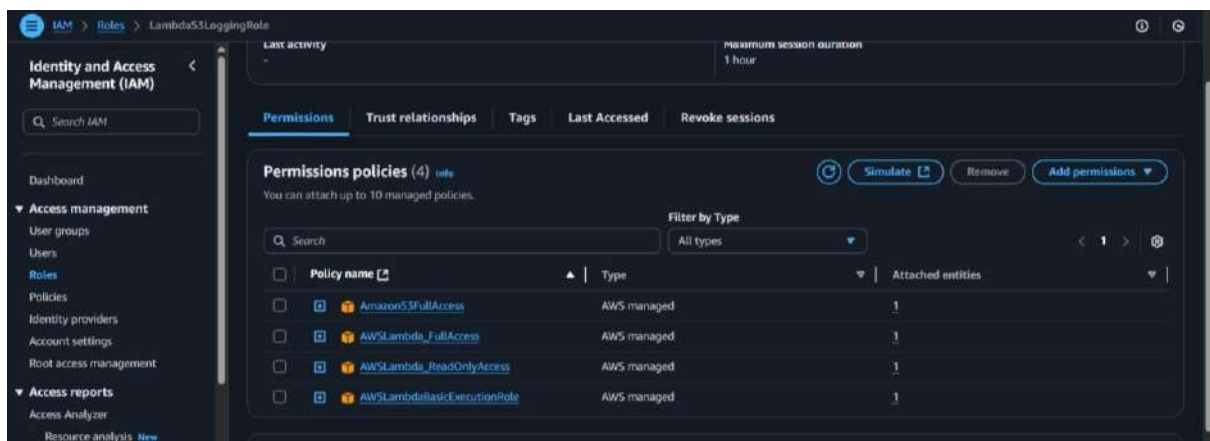 IAM > Roles > LambdaS3LoggingRole
Identity and Access Management (IAM)
Search IAM
Dashboard
Access management
User groups
Users
Roles
Policies
Identity providers
Account settings
Root access management
Access reports
Access Analyzer
Resource analysis New
Last activity
-
Maximum session duration
1 hour
Permissions Trust relationships Tags Last Accessed Revoke sessions
Permissions policies (4) Info
Simulate Remove Add permissions
You can attach up to 10 managed policies.
Filter by Type
Search All types 1
Policy name Type Attached entities
AmazonS3FullAccess AWS managed 1
AWSLambda_FullAccess AWS managed 1
AWSLambda_ReadOnlyAccess AWS managed 1
AWSLambdaBasicExecutionRole AWS managed 1